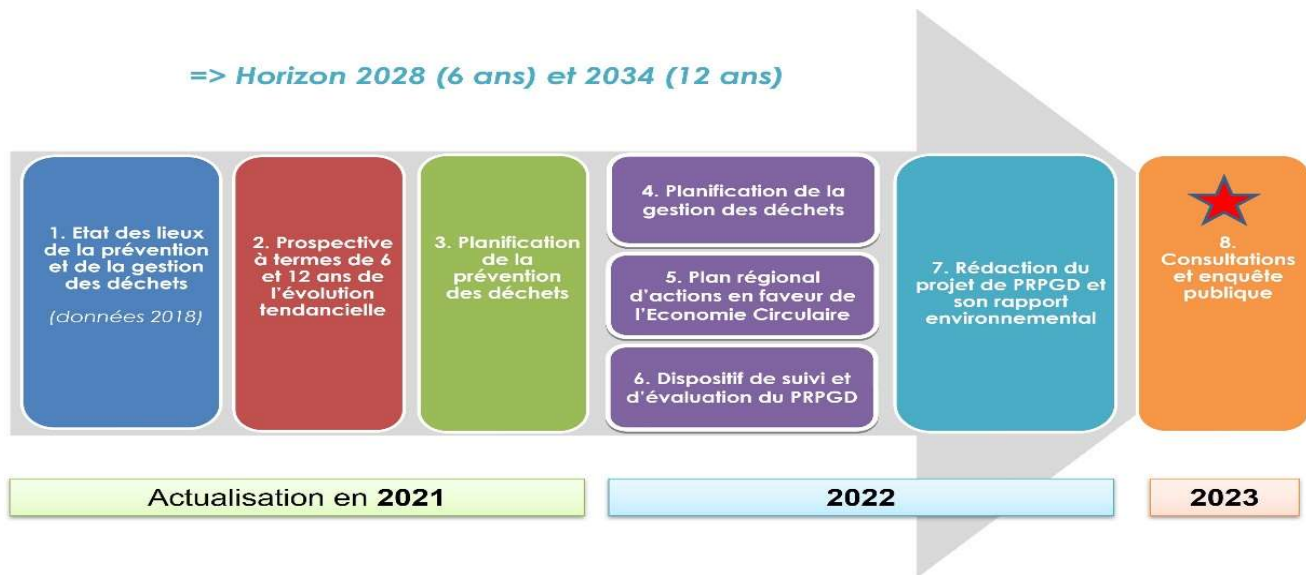 => Horizon 2028 (6 ans) et 2034 (12 ans)
1. Etat des lieux
de la prévention
et de la gestion
des déchets
(données 2018)
2. Prospective
à termes de 6
et 12 ans de
l'évolution
tendancielle
3. Planification
de la
prévention
des déchets
4. Planification de la
gestion des déchets
5. Plan régional
d'actions en faveur de
l'Economie Circulaire
6. Dispositif de suivi et
d'évaluation du PRPGD
7. Rédaction du
projet de PRPGD et
son rapport
environnemental
8.
Consultations
et enquête
publique
Actualisation en 2021
2022
2023